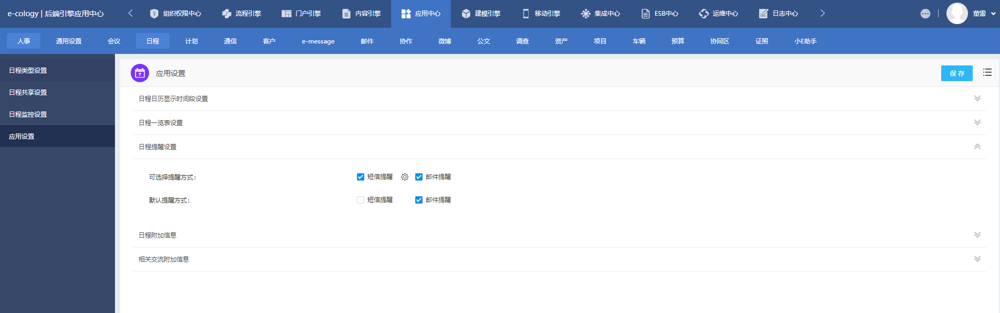 e-cology | 后端引擎应用中心 组织权限中心 流程引擎 门户引擎 内容引擎 应用中心 建模引擎 移动引擎 集成中心 ESB中心 运维中心 日志中心 董雷
人事 通用设置 会议 日程 计划 通信 客户 e-message 邮件 协作 微博 公文 调查 资产 项目 车辆 预算 协同区 证照 小E助手
日程类型设置
日程共享设置
日程监控设置
应用设置
7 应用设置 保存
日程日历显示时间段设置
日程一览表设置
日程提醒设置
可选择提醒方式: 短信提醒 邮件提醒
默认提醒方式: 短信提醒 邮件提醒
日程附加信息
相关交流附加信息